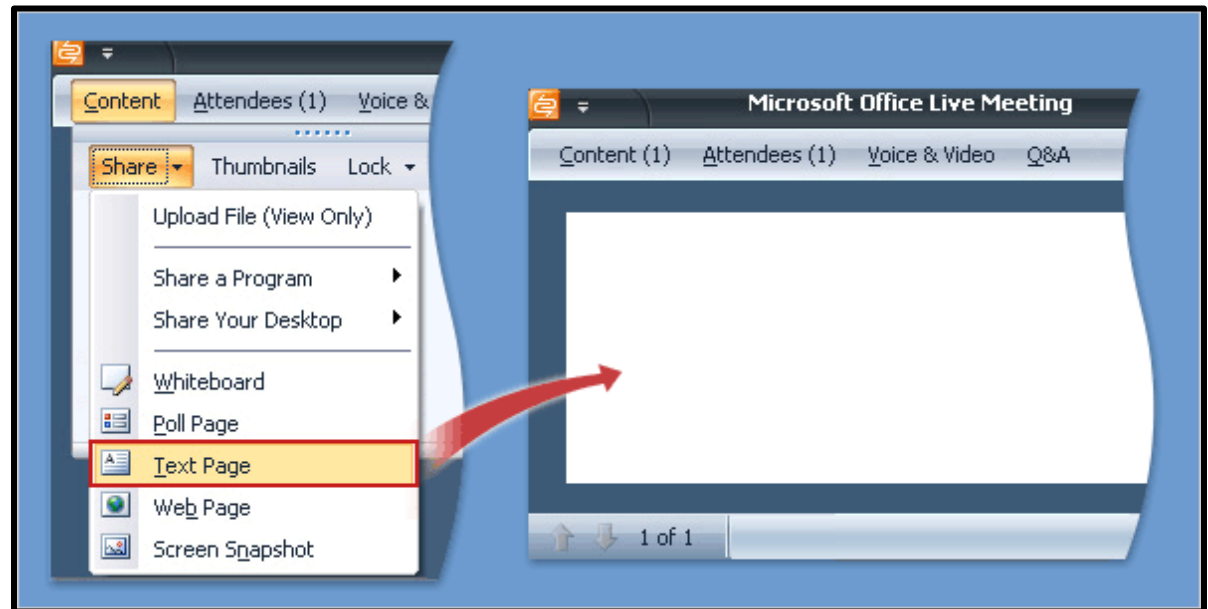 Content Attendees (1) Voice &
Share Thumbnails Lock
Upload File (View Only)
Share a Program
Share Your Desktop
Whiteboard
Poll Page
Text Page
Web Page
Screen Snapshot
Microsoft Office Live Meeting
Content (1) Attendees (1) Voice & Video Q&A
1 of 1